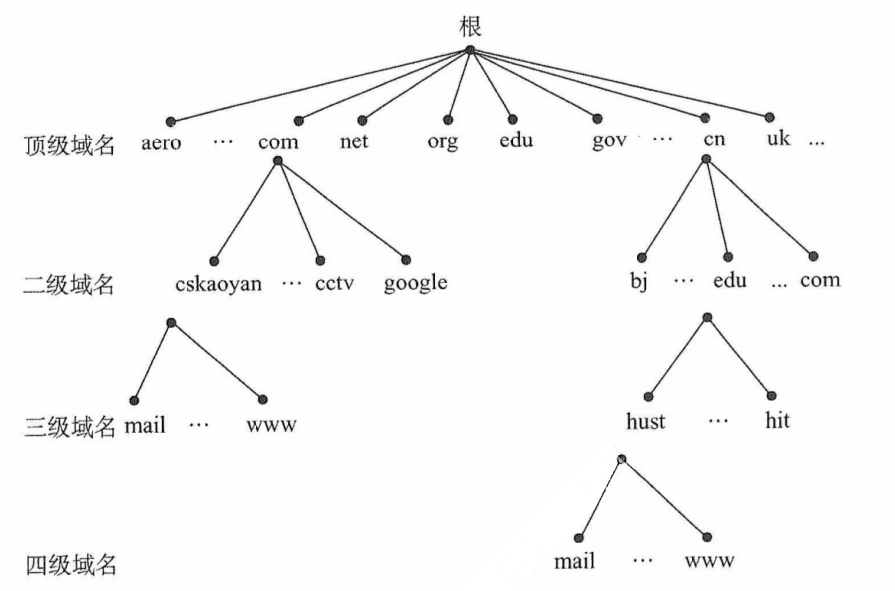 根
顶级域名 aero ··· com net org edu gov ··· cn uk ...
二级域名 cskaoyan ··· cctv google bj ··· edu ... com
三级域名 mail ··· www hust ··· hit
mail ··· www
四级域名